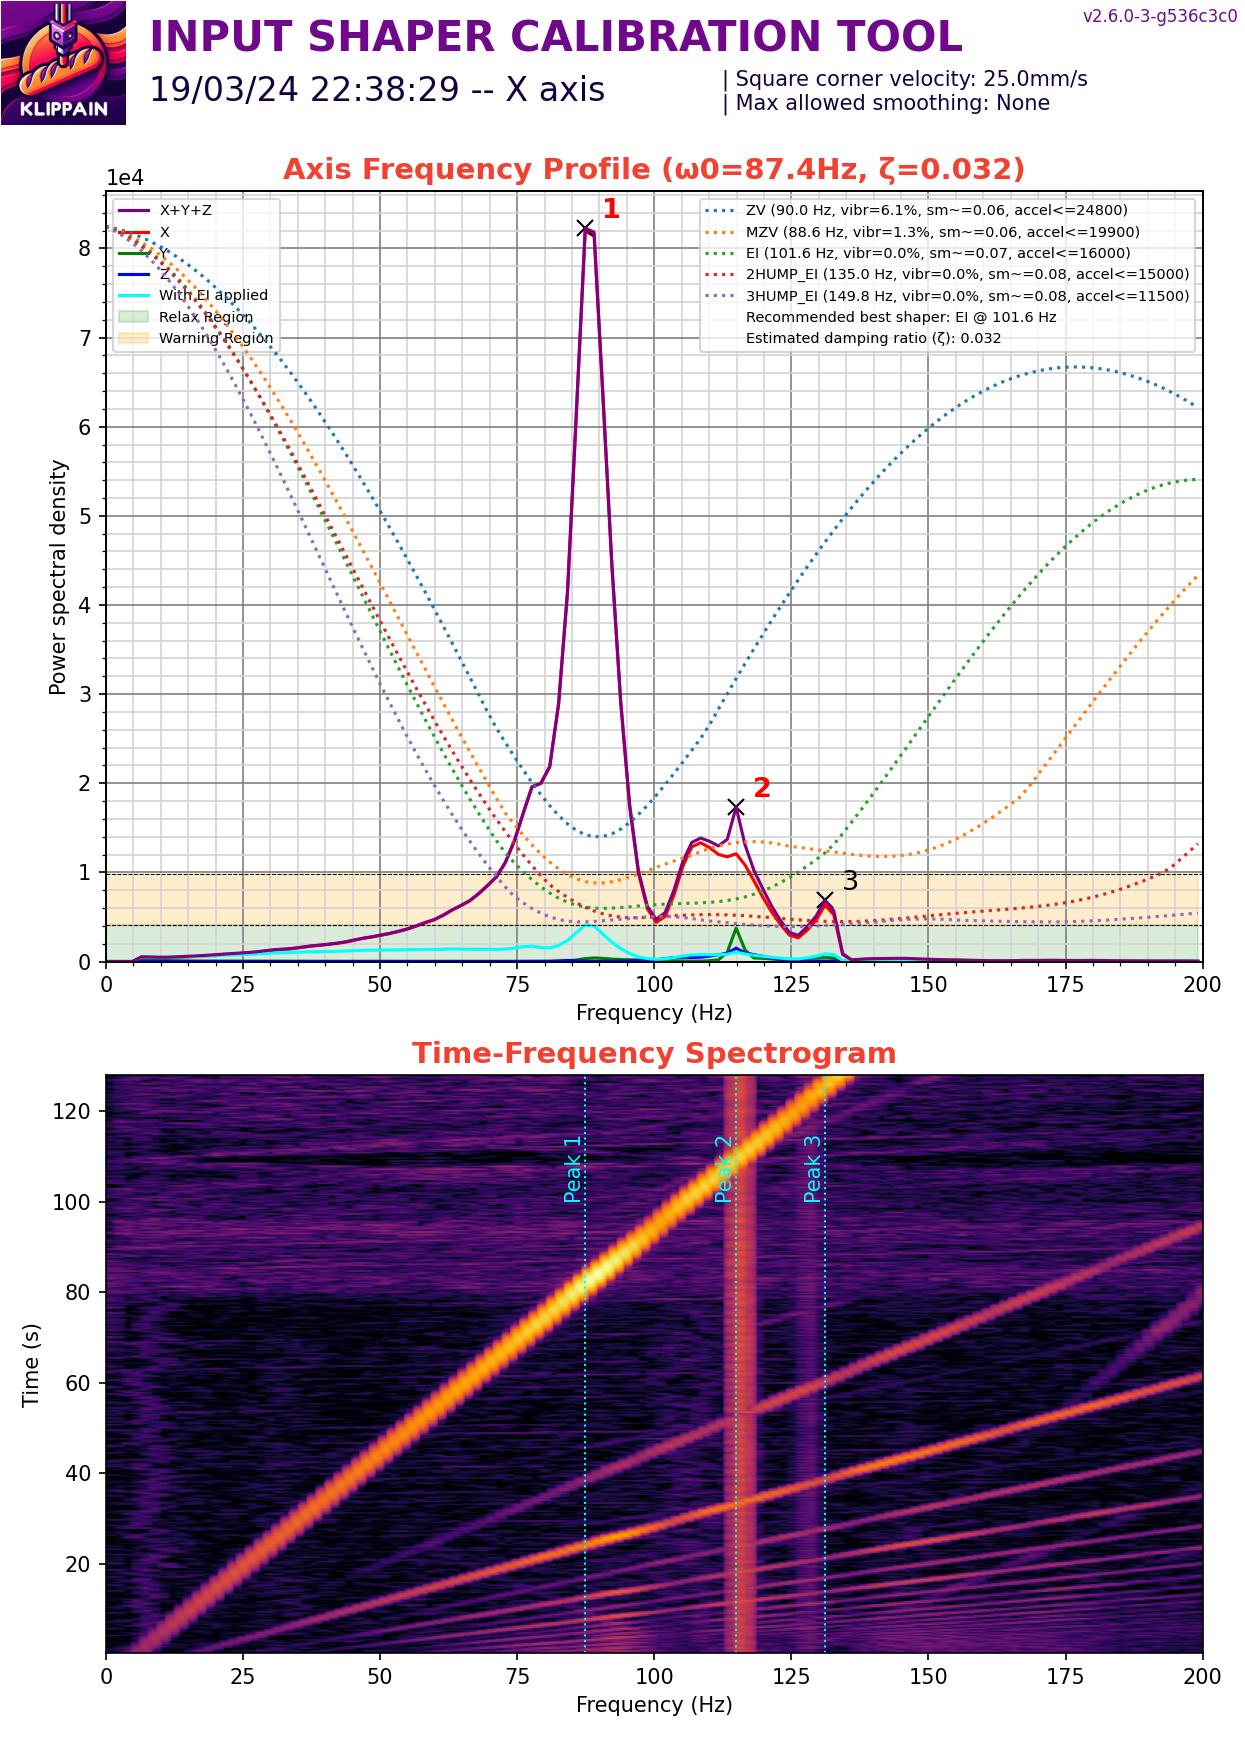 v2.6.0-3-g536c3c0
INPUT SHAPER CALIBRATION TOOL
19/03/24 22:38:29 -- X axis
| Square corner velocity: 25.0mm/s
| Max allowed smoothing: None
KLIPPAIN
Axis Frequency Profile (ω0=87.4Hz, ζ=0.032)
1e4
X+Y+Z
X
Y
Z
With EI applied
Relax Region
Warning Region
ZV (90.0 Hz, vibr=6.1%, sm~=0.06, accel<=24800)
MZV (88.6 Hz, vibr=1.3%, sm~=0.06, accel<=19900)
EI (101.6 Hz, vibr=0.0%, sm~=0.07, accel<=16000)
2HUMP_EI (135.0 Hz, vibr=0.0%, sm~=0.08, accel<=15000)
3HUMP_EI (149.8 Hz, vibr=0.0%, sm~=0.08, accel<=11500)
Recommended best shaper: EI @ 101.6 Hz
Estimated damping ratio (ζ): 0.032
1
2
3
Power spectral density
8
7
6
5
4
3
2
1
0
0 25 50 75 100 125 150 175 200
Frequency (Hz)
Time-Frequency Spectrogram
Peak 1
Peak 2
Peak 3
Time (s)
120
100
80
60
40
20
0 25 50 75 100 125 150 175 200
Frequency (Hz)